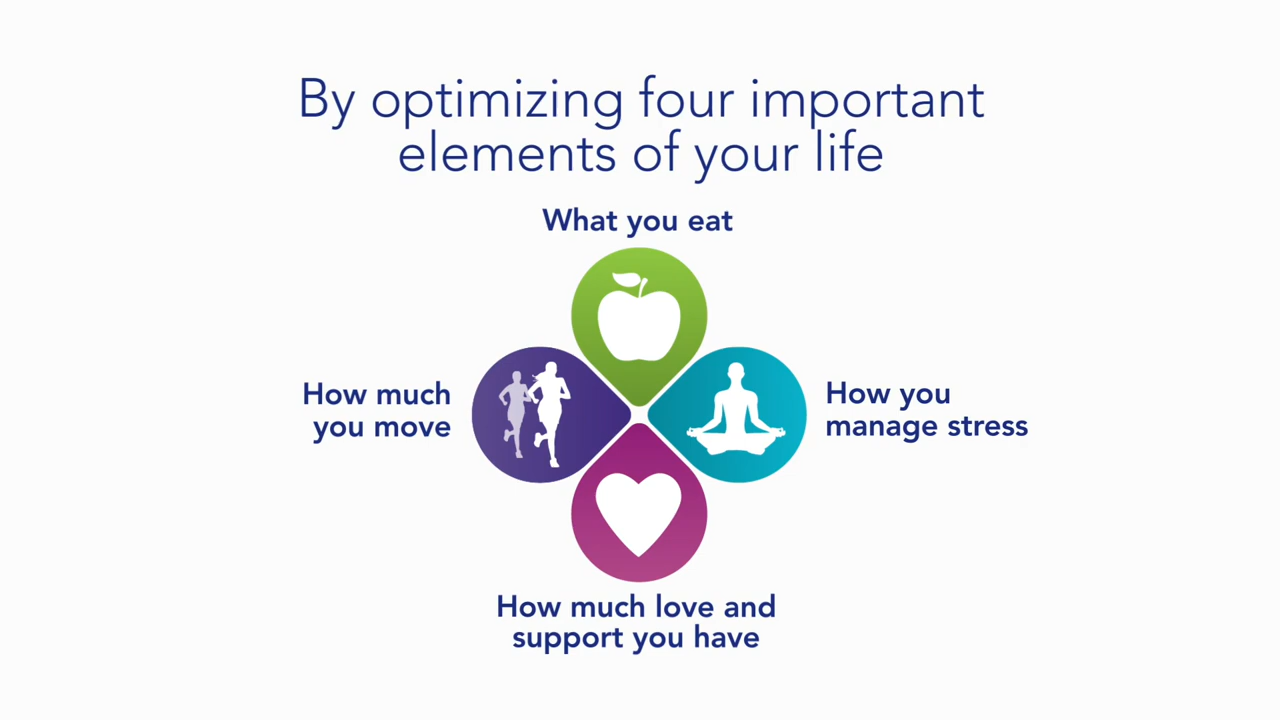 By optimizing four important
elements of your life
What you eat
How much
you move
How you
manage stress
How much love and
support you have